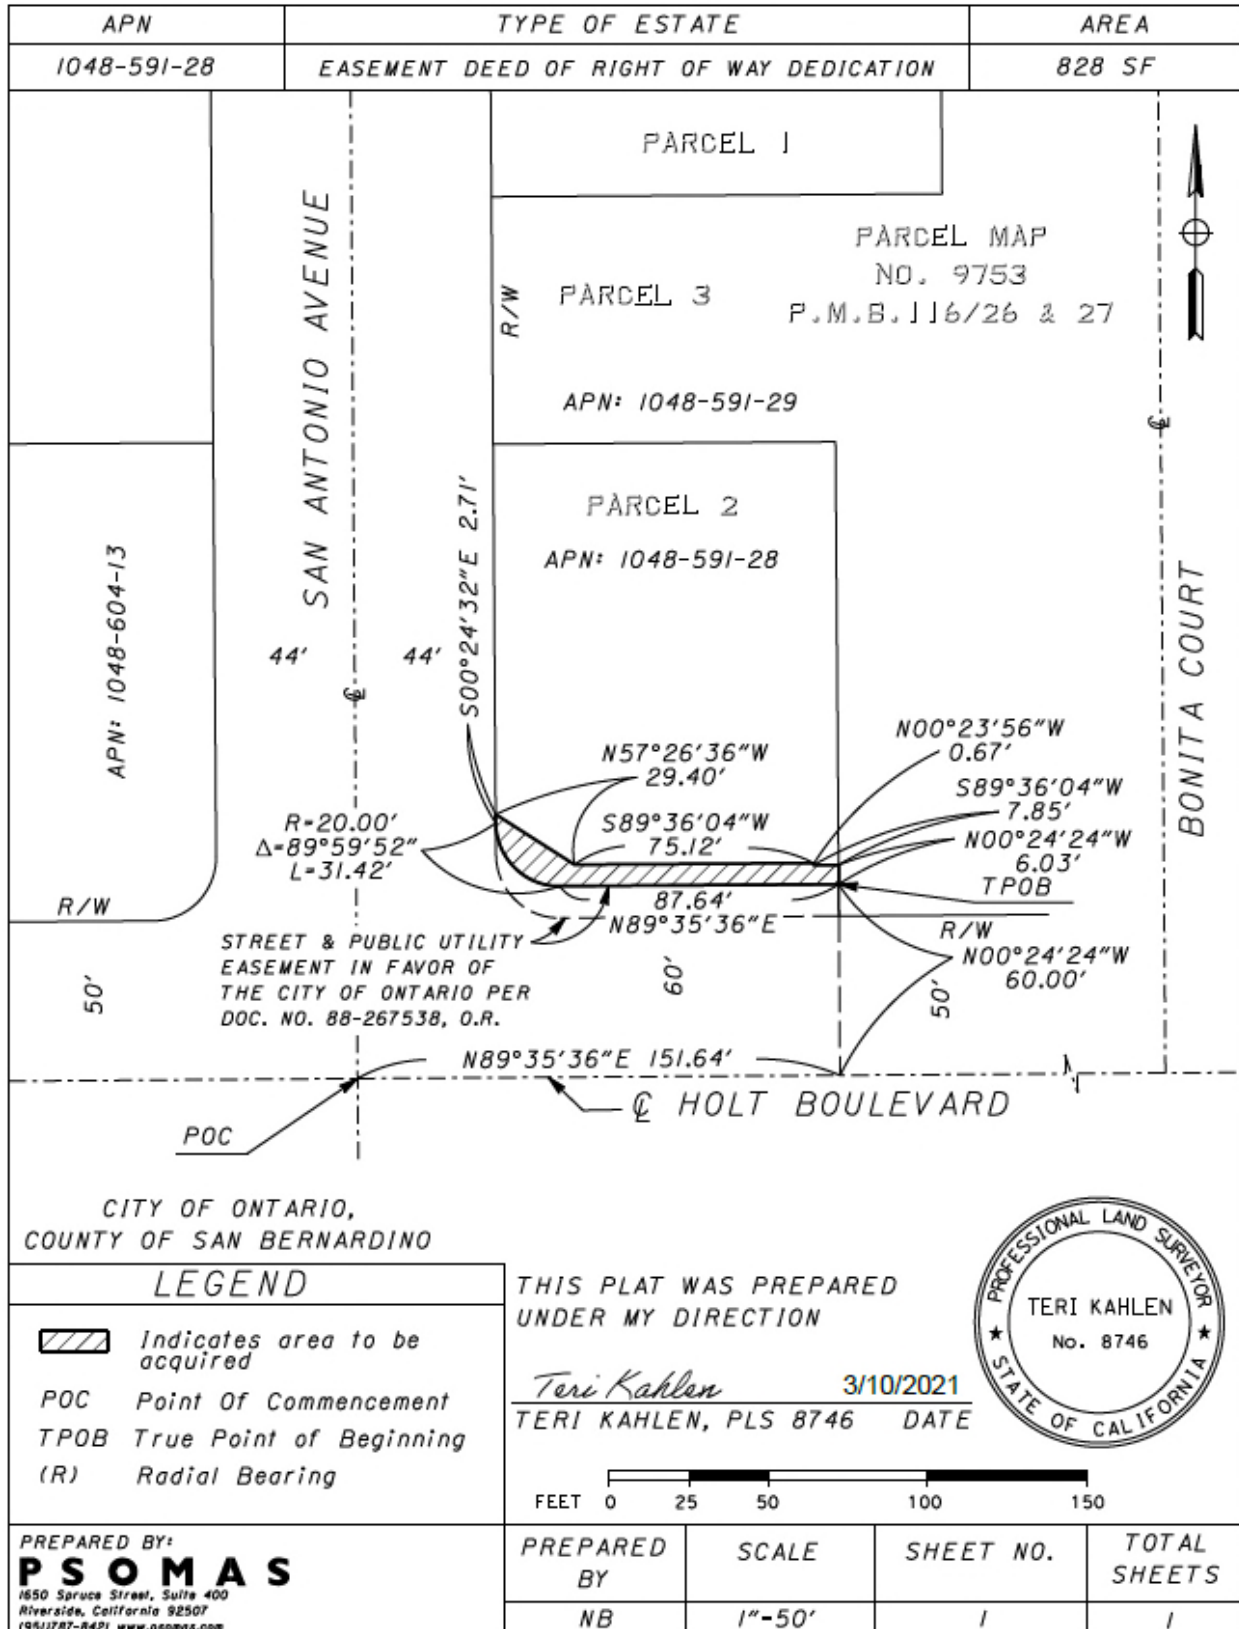 APN TYPE OF ESTATE AREA
1048-591-28 EASEMENT DEED OF RIGHT OF WAY DEDICATION 828 SF
PARCEL 1
SAN ANTONIO AVENUE
R/W
PARCEL 3
PARCEL MAP
NO. 9753
P.M.B.116/26 & 27
APN: 1048-591-29
℄
PARCEL 2
APN: 1048-591-28
APN: 1048-604-13
44' 44'
℄
S00°24'32"E 2.71'
BONITA COURT
N57°26'36"W
29.40'
N00°23'56"W
0.67'
S89°36'04"W
7.85'
R=20.00'
Δ=89°59'52"
L=31.42'
S89°36'04"W
75.12'
N00°24'24"W
6.03'
TPOB
R/W
87.64'
N89°35'36"E
R/W
STREET & PUBLIC UTILITY
EASEMENT IN FAVOR OF
THE CITY OF ONTARIO PER
DOC. NO. 88-267538, O.R.
N00°24'24"W
60.00'
50'
60'
50'
N89°35'36"E 151.64'
℄ HOLT BOULEVARD
POC
CITY OF ONTARIO,
COUNTY OF SAN BERNARDINO
LEGEND
Indicates area to be
acquired
POC Point Of Commencement
TPOB True Point of Beginning
(R) Radial Bearing
THIS PLAT WAS PREPARED
UNDER MY DIRECTION
Teri Kahlen 3/10/2021
TERI KAHLEN, PLS 8746 DATE
PROFESSIONAL LAND SURVEYOR
TERI KAHLEN
No. 8746
★ STATE OF CALIFORNIA ★
FEET 0 25 50 100 150
PREPARED BY:
PSOMAS
1650 Spruce Street, Suite 400
Riverside, California 92507
(951)787-8421 www.psomas.com
PREPARED BY SCALE SHEET NO. TOTAL SHEETS
NB 1"=50' 1 1